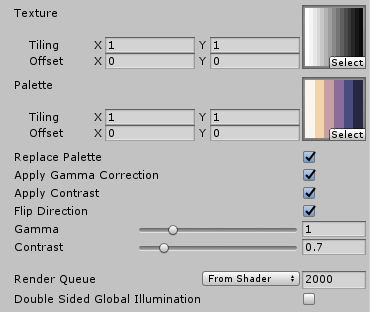 Texture
Select
Tiling X 1 Y 1
Offset X 0 Y 0
Palette
Select
Tiling X 1 Y 1
Offset X 0 Y 0
Replace Palette
Apply Gamma Correction
Apply Contrast
Flip Direction
Gamma 1
Contrast 0.7
Render Queue From Shader 2000
Double Sided Global Illumination